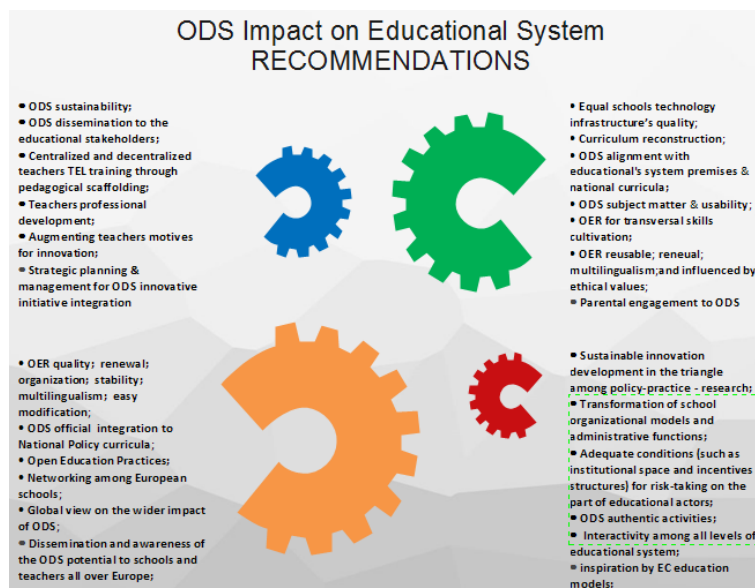 ODS Impact on Educational System
RECOMMENDATIONS
• ODS sustainability;
• ODS dissemination to the
educational stakeholders;
• Centralized and decentralized
teachers TEL training through
pedagogical scaffolding;
• Teachers professional
development;
• Augmenting teachers motives
for innovation;
• Strategic planning &
management for ODS innovative
initiative integration
• Equal schools technology
infrastructure's quality;
• Curriculum reconstruction;
• ODS alignment with
educational's system premises &
national curricula;
• ODS subject matter & usability;
• OER for transversal skills
cultivation;
• OER reusable; reneual;
multilingualism;and influenced by
ethical values;
• Parental engagement to ODS
• OER quality; renewal;
organization; stability;
multilingualism; easy
modification;
• ODS official integration to
National Policy curricula;
• Open Education Practices;
• Networking among European
schools;
• Global view on the wider impact
of ODS;
• Dissemination and awareness of
the ODS potential to schools and
teachers all over Europe;
• Sustainable innovation
development in the triangle
among policy-practice - research;
• Transformation of school
organizational models and
administrative functions;
• Adequate conditions (such as
institutional space and incentives
structures) for risk-taking on the
part of educational actors;
• ODS authentic activities;
• Interactivity among all levels of
educational system;
• inspiration by EC education
models;